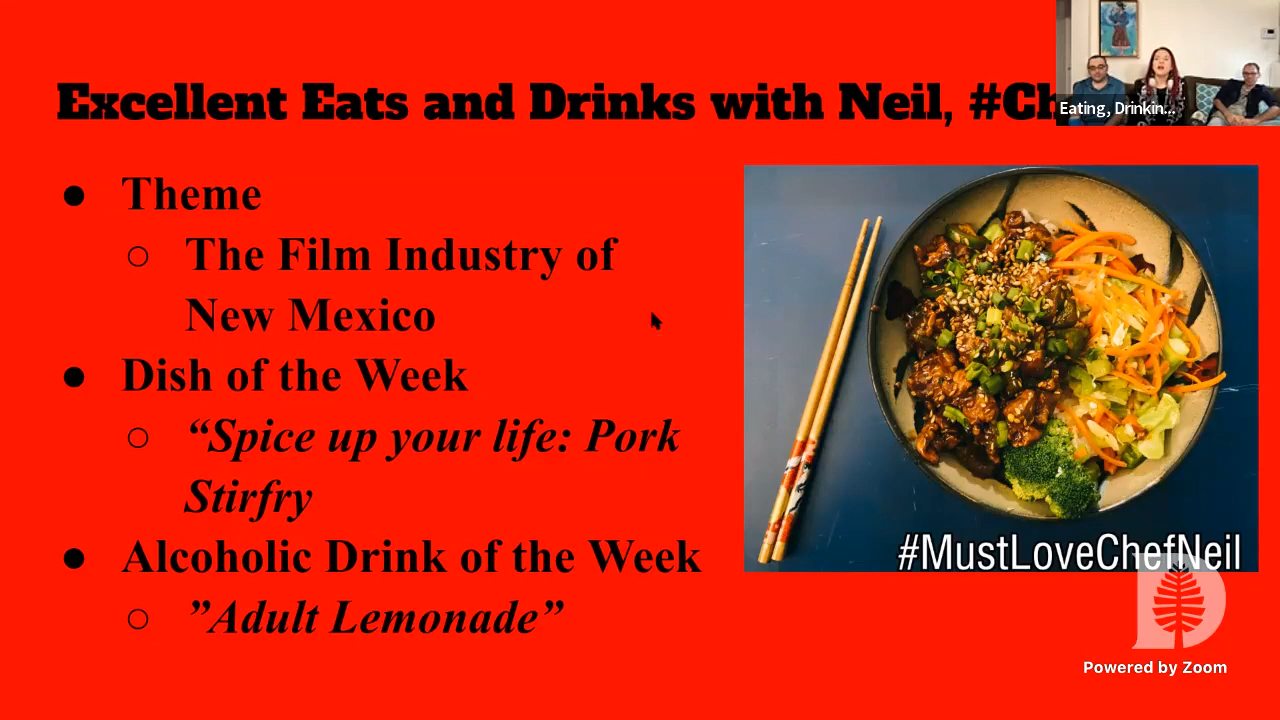 Excellent Eats and Drinks with Neil, #Ch
Eating, Drinkin...
● Theme
○ The Film Industry of
New Mexico
● Dish of the Week
○ “Spice up your life: Pork
Stirfry
● Alcoholic Drink of the Week
○ ”Adult Lemonade”
#MustLoveChefNeil
D
Powered by Zoom